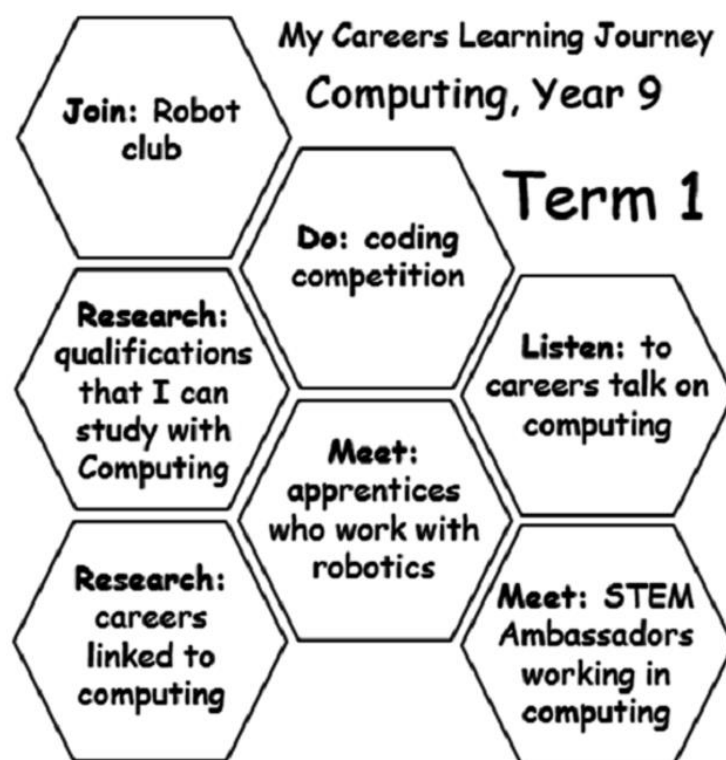 My Careers Learning Journey
Computing, Year 9
Term 1
Join: Robot
club
Do: coding
competition
Research:
qualifications
that I can
study with
Computing
Listen: to
careers talk on
computing
Meet:
apprentices
who work with
robotics
Research:
careers
linked to
computing
Meet: STEM
Ambassadors
working in
computing